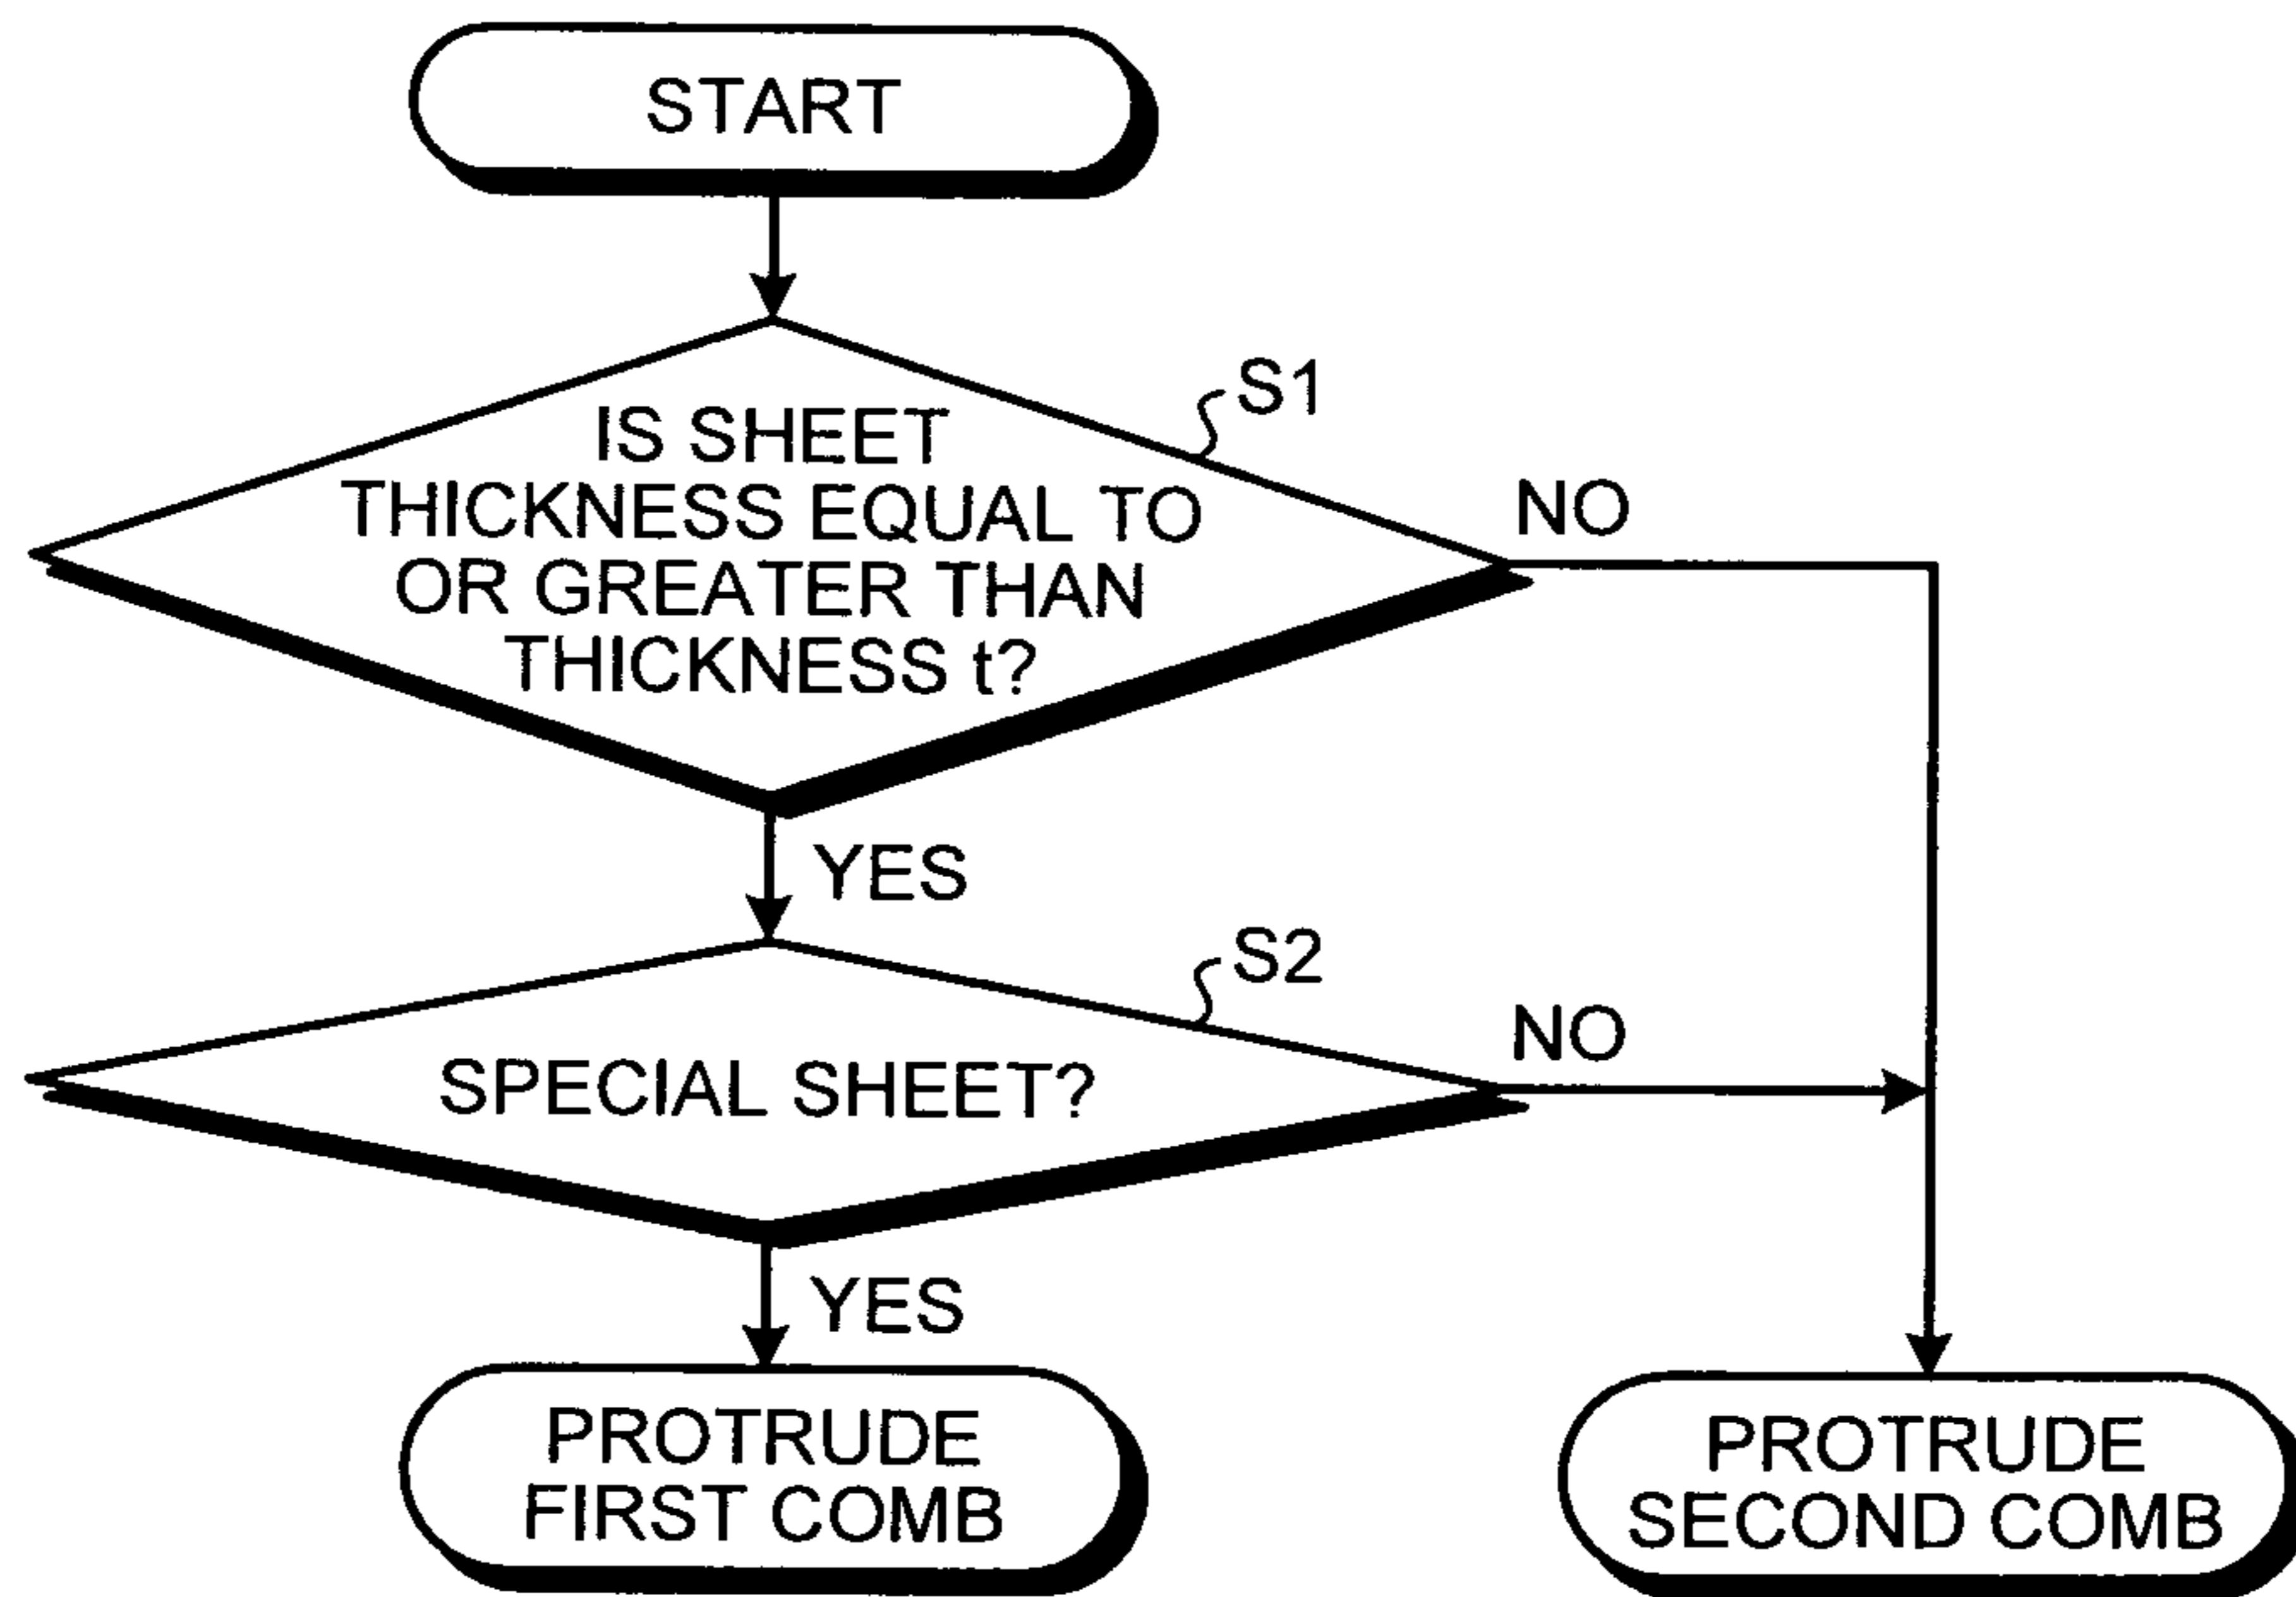 START
S1
IS SHEET
THICKNESS EQUAL TO
OR GREATER THAN
THICKNESS t?
NO
YES
S2
SPECIAL SHEET?
NO
YES
PROTRUDE
FIRST COMB
PROTRUDE
SECOND COMB